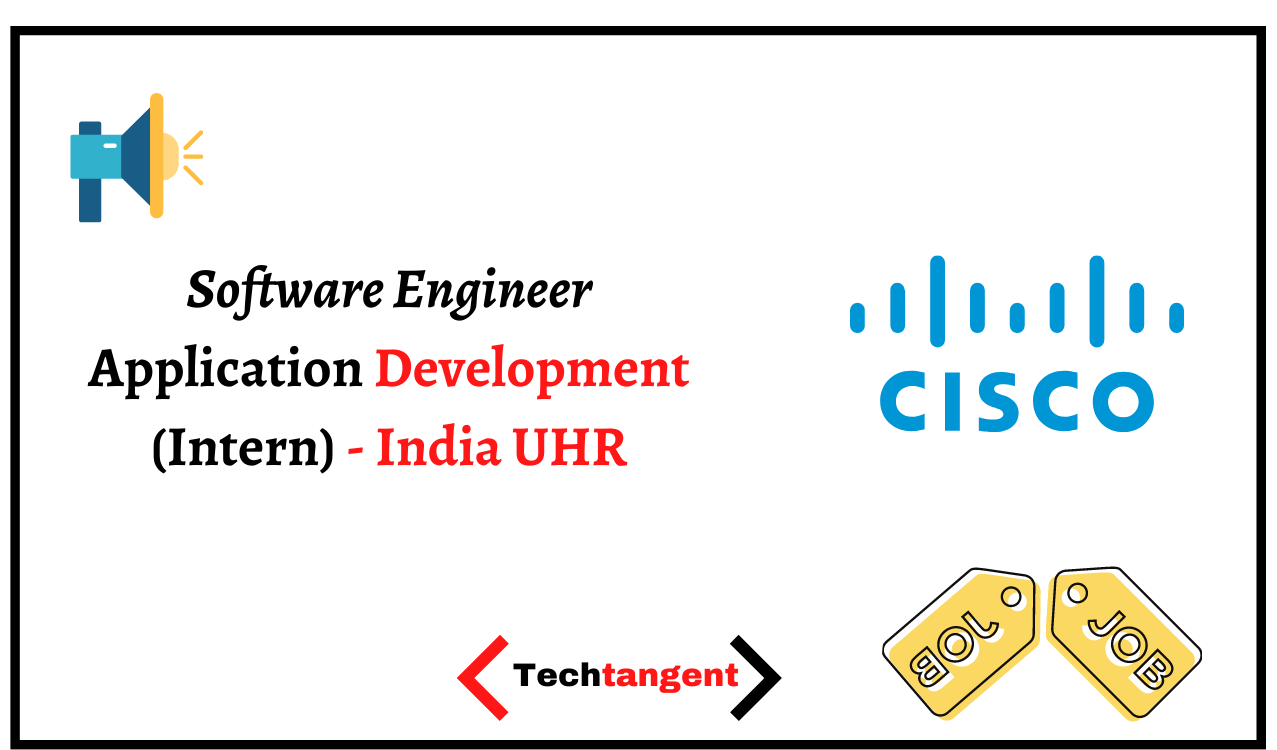 Software Engineer
Application Development
(Intern) - India UHR
CISCO
JOB
JOB
Techtangent